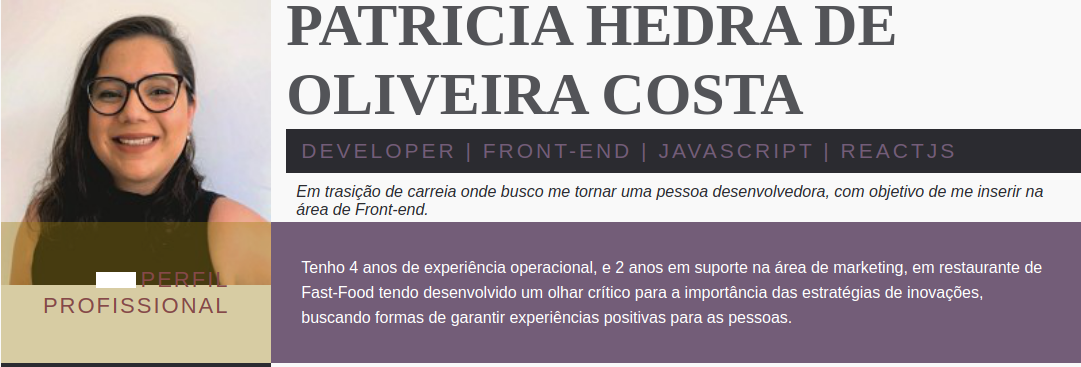 PATRICIA HEDRA DE
OLIVEIRA COSTA
DEVELOPER | FRONT-END | JAVASCRIPT | REACTJS
Em trasição de carreia onde busco me tornar uma pessoa desenvolvedora, com objetivo de me inserir na
área de Front-end.
PERFIL
PROFISSIONAL
Tenho 4 anos de experiência operacional, e 2 anos em suporte na área de marketing, em restaurante de
Fast-Food tendo desenvolvido um olhar crítico para a importância das estratégias de inovações,
buscando formas de garantir experiências positivas para as pessoas.